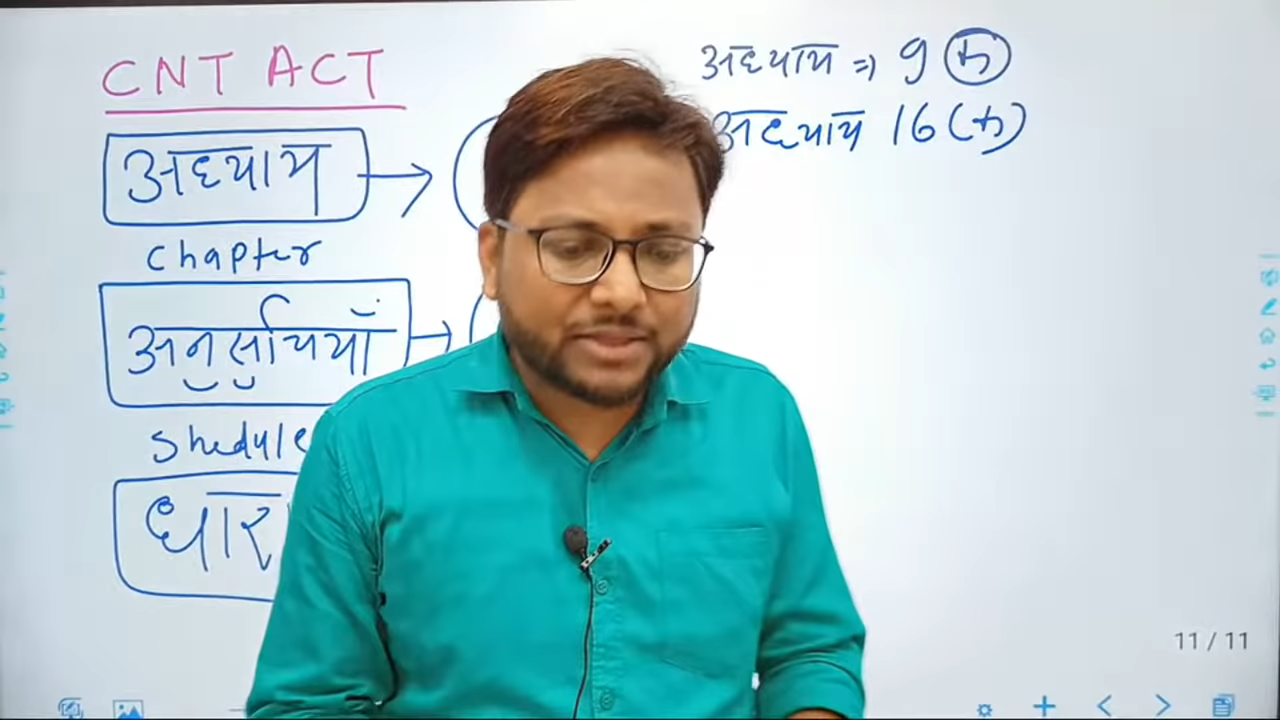 CNT ACT
अध्याय
chapter
अनुसूचियाँ
Shedule
धार
अध्याय => 9 (क)
अध्याय 16 (क)
11 / 11